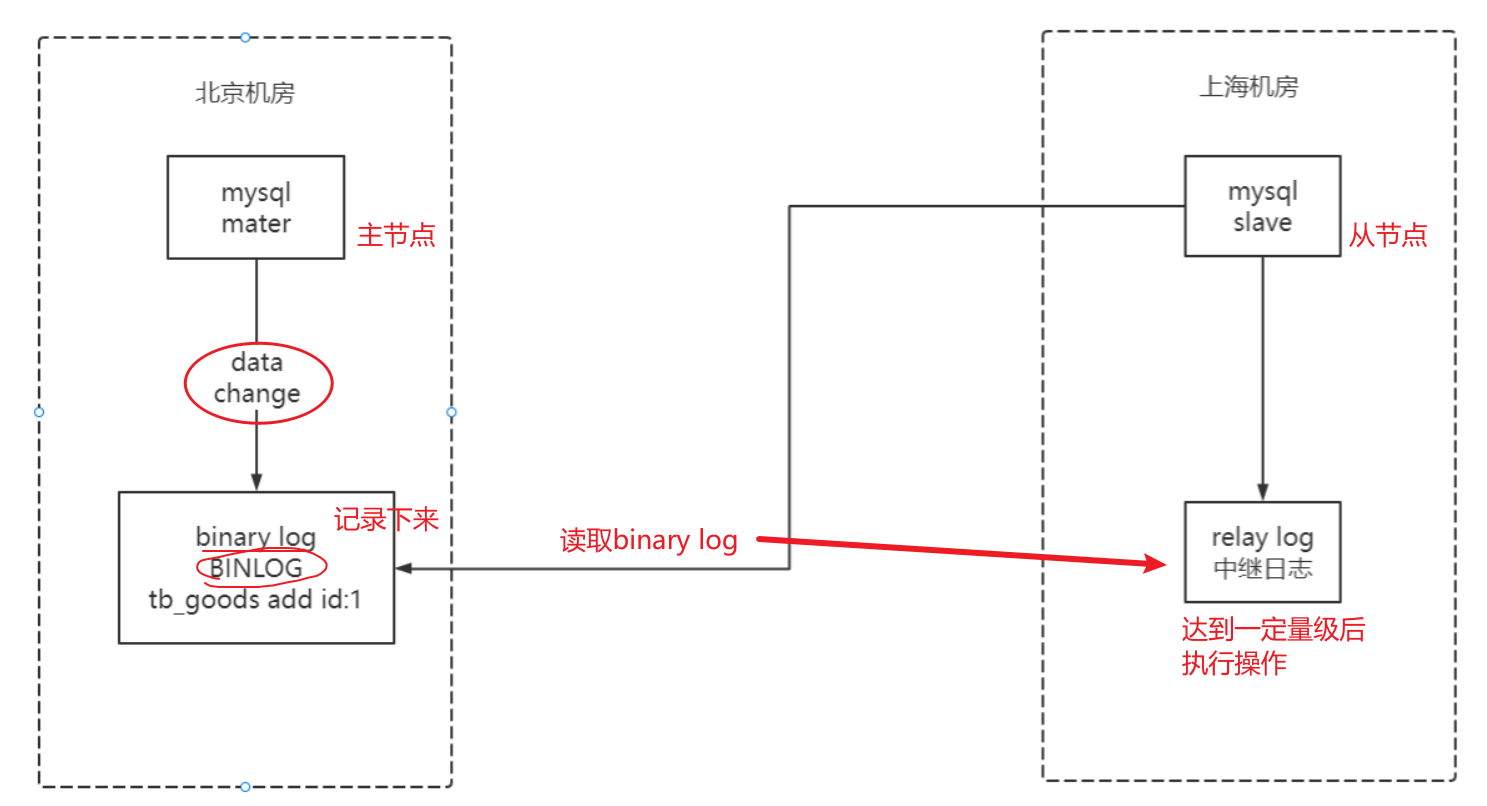 北京机房
mysql
mater
主节点
data
change
记录下来
binary log
BINLOG
tb_goods add id:1
读取binary log
上海机房
mysql
slave
从节点
relay log
中继日志
达到一定量级后
执行操作